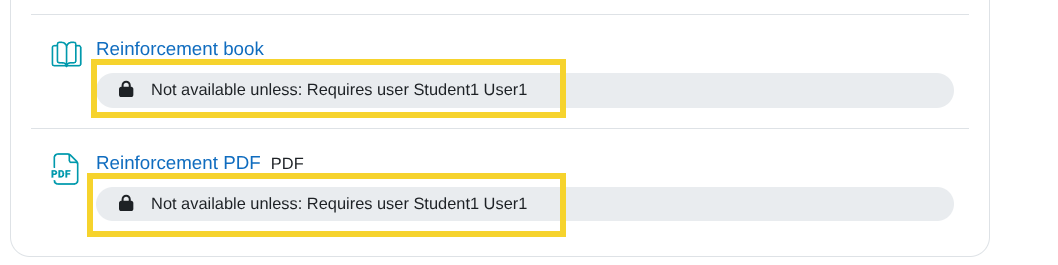 Reinforcement book
Not available unless: Requires user Student1 User1
Reinforcement PDF PDF
PDF
Not available unless: Requires user Student1 User1